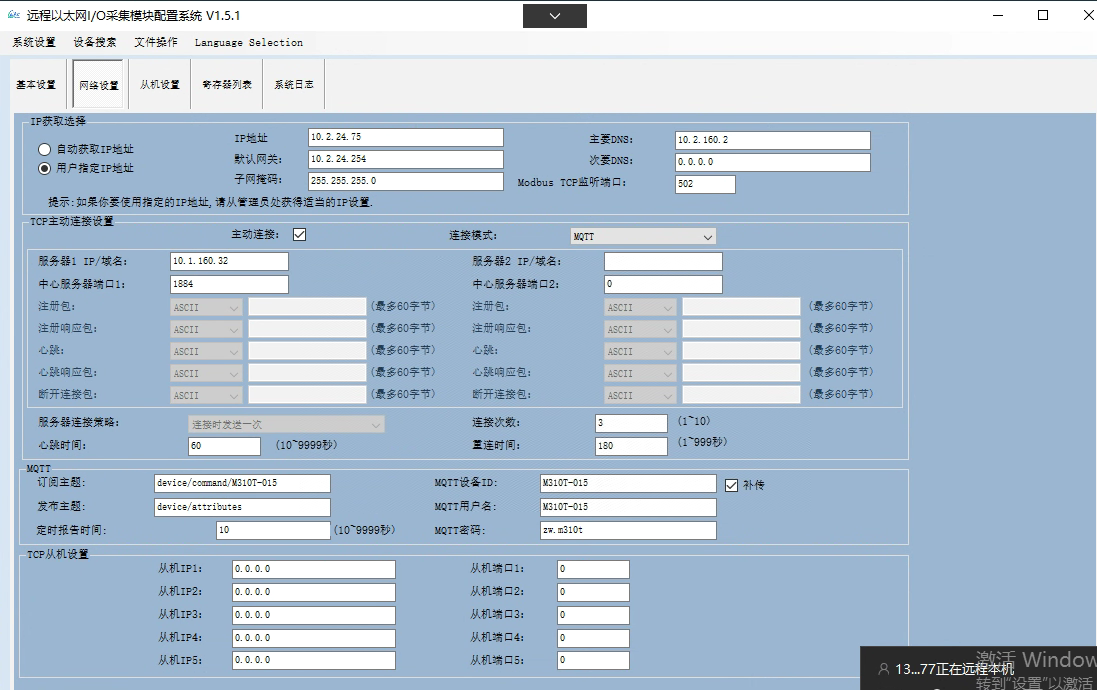 远程以太网I/O采集模块配置系统 V1.5.1
系统设置 设备搜索 文件操作 Language Selection
基本设置 网络设置 从机设置 寄存器列表 系统日志
IP获取选择
自动获取IP地址 IP地址 10.2.24.75 主要DNS: 10.2.160.2
用户指定IP地址 默认网关: 10.2.24.254 次要DNS: 0.0.0.0
子网掩码: 255.255.255.0 Modbus TCP监听端口: 502
提示:如果你要使用指定的IP地址,请从管理员处获得适当的IP设置.
TCP主动连接设置
主动连接: 连接模式: MQTT
服务器1 IP/域名: 10.1.160.32 服务器2 IP/域名:
中心服务器端口1: 1884 中心服务器端口2: 0
注册包: ASCII (最多60字节) 注册包: ASCII (最多60字节)
注册响应包: ASCII (最多60字节) 注册响应包: ASCII (最多60字节)
心跳: ASCII (最多60字节) 心跳: ASCII (最多60字节)
心跳响应包: ASCII (最多60字节) 心跳响应包: ASCII (最多60字节)
断开连接包: ASCII (最多60字节) 断开连接包: ASCII (最多60字节)
服务器连接策略: 连接时发送一次 连接次数: 3 (1~10)
心跳时间: 60 (10~9999秒) 重连时间: 180 (1~999秒)
MQTT
订阅主题: device/command/M310T-015 MQTT设备ID: M310T-015 补传
发布主题: device/attributes MQTT用户名: M310T-015
定时报告时间: 10 (10~9999秒) MQTT密码: zw.m310t
TCP从机设置
从机IP1: 0.0.0.0 从机端口1: 0
从机IP2: 0.0.0.0 从机端口2: 0
从机IP3: 0.0.0.0 从机端口3: 0
从机IP4: 0.0.0.0 从机端口4: 0
从机IP5: 0.0.0.0 从机端口5: 0
激活 Window
13...77正在远程本机
转到"设置"以激活